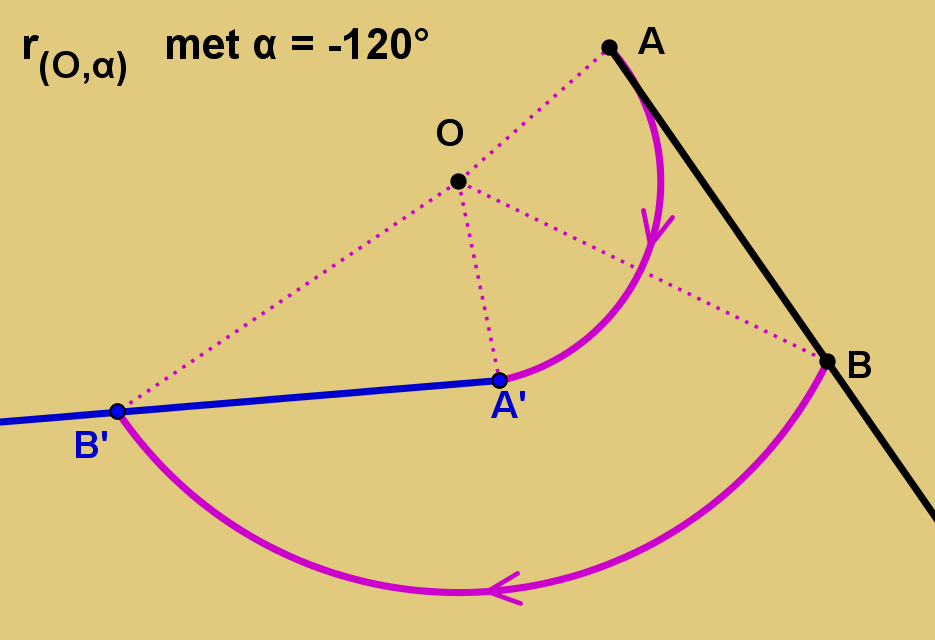 r(O,α) met α = -120°
A
O
B
A'
B'